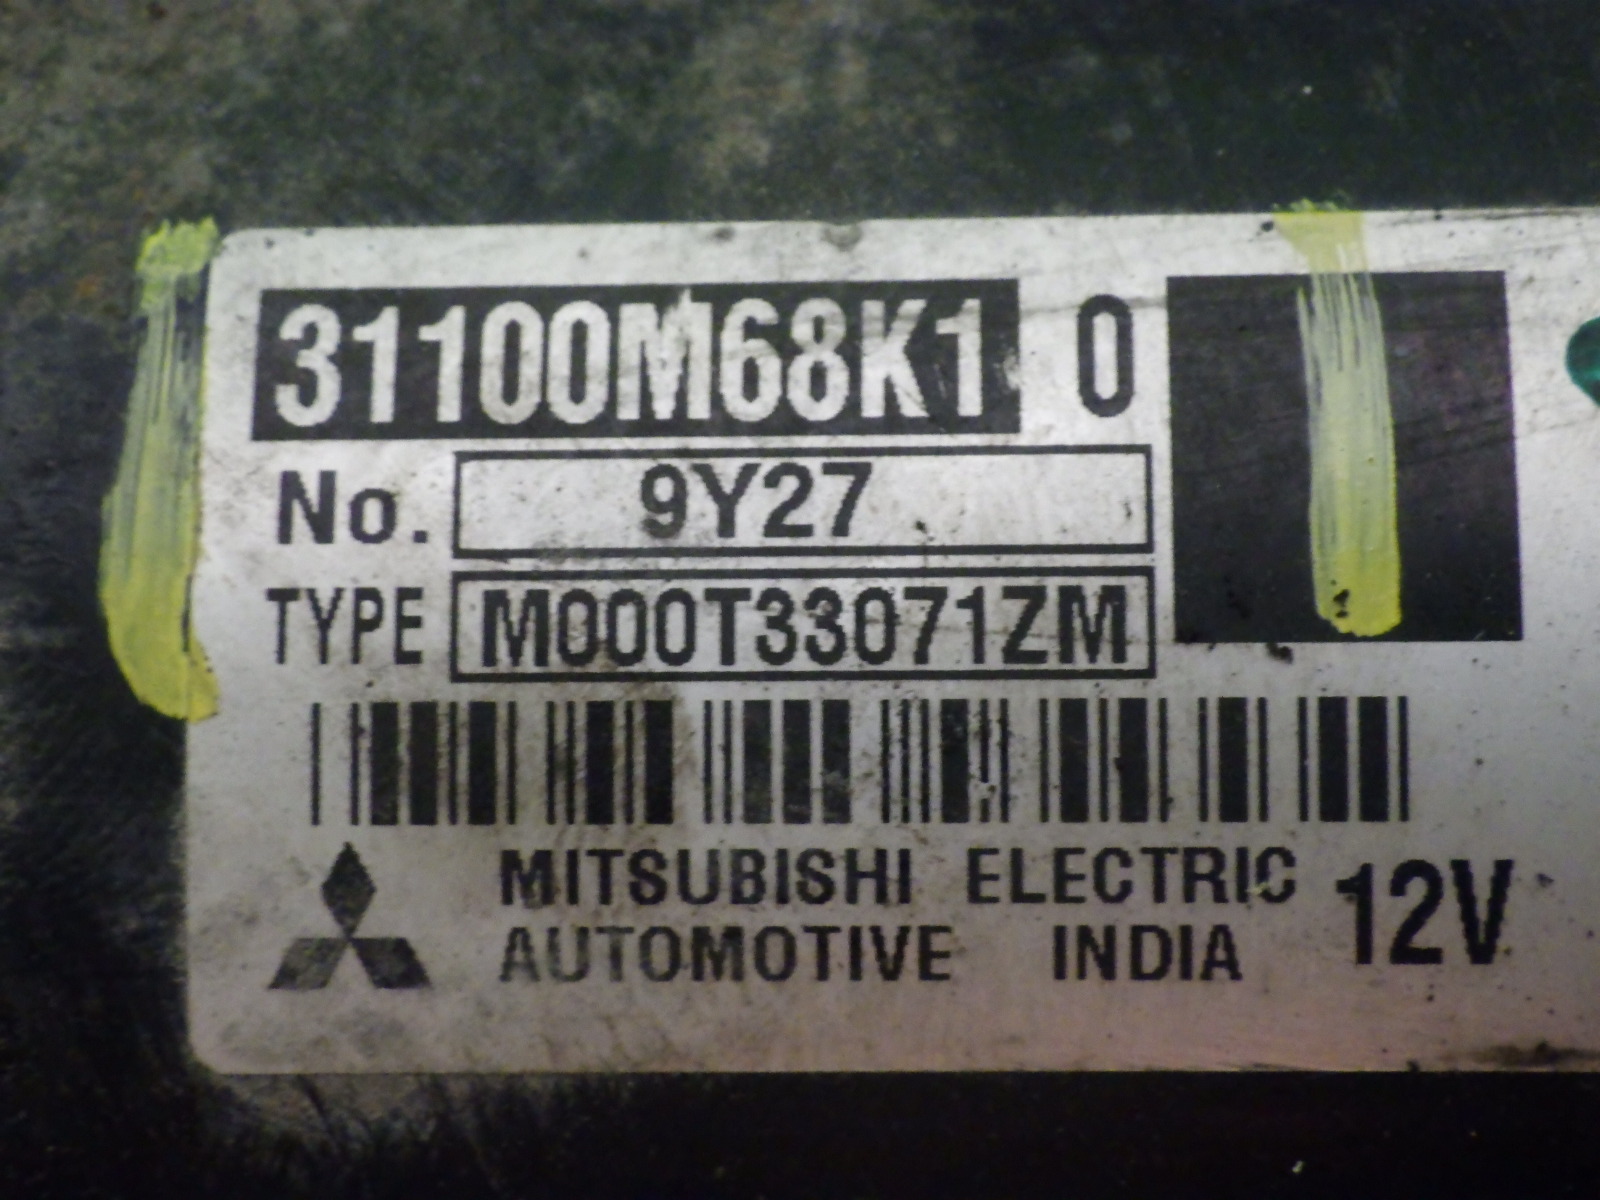 31100M68K1 0
No. 9Y27
TYPE M000T33071ZM
MITSUBISHI ELECTRIC
AUTOMOTIVE INDIA 12V